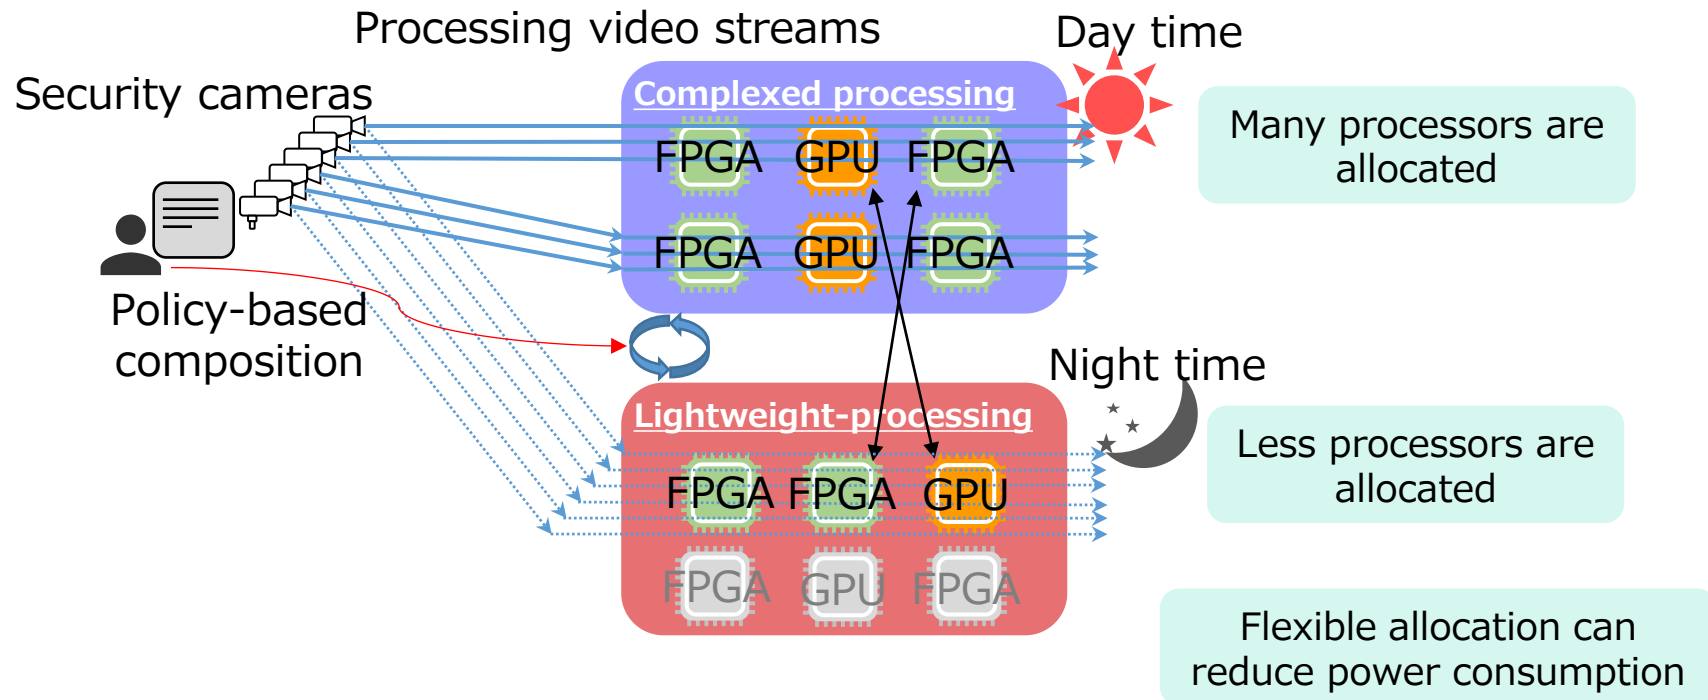 Processing video streams
Day time
Security cameras
Complexed processing
Many processors are
allocated
FPGA GPU FPGA
FPGA GPU FPGA
Policy-based
composition
Night time
Lightweight-processing
Less processors are
allocated
FPGA FPGA GPU
FPGA GPU FPGA
Flexible allocation can
reduce power consumption